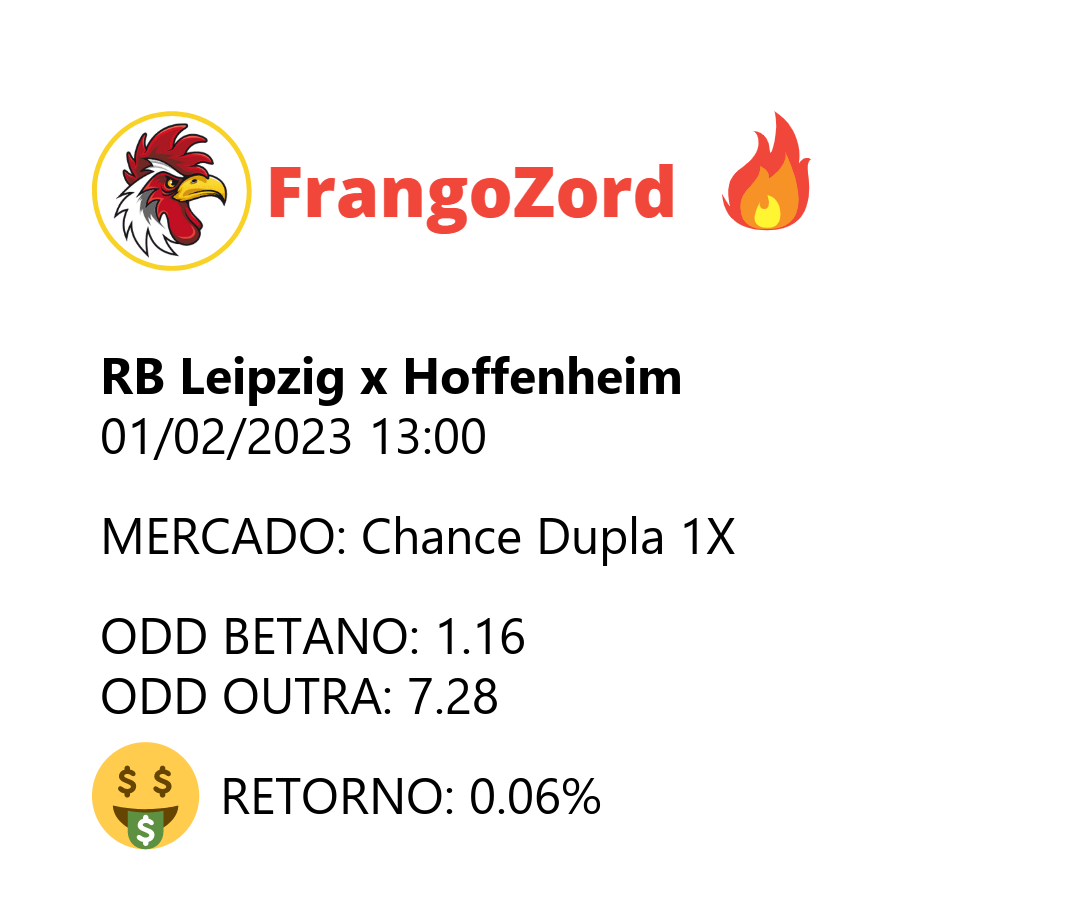 FrangoZord
RB Leipzig x Hoffenheim
01/02/2023 13:00
MERCADO: Chance Dupla 1X
ODD BETANO: 1.16
ODD OUTRA: 7.28
RETORNO: 0.06%